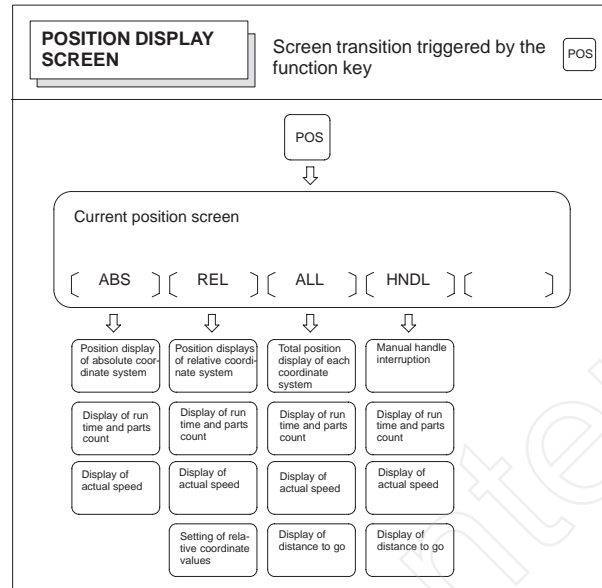 POSITION DISPLAY
SCREEN
Screen transition triggered by the
function key
POS
POS
Current position screen
[ ABS ] [ REL ] [ ALL ] [ HNDL ] [ ]
Position display
of absolute coor-
dinate system
Position displays
of relative coordi-
nate system
Total position
display of each
coordinate
system
Manual handle
interruption
Display of run
time and parts
count
Display of run
time and parts
count
Display of run
time and parts
count
Display of run
time and parts
count
Display of
actual speed
Display of
actual speed
Display of
actual speed
Display of
actual speed
Setting of rela-
tive coordinate
values
Display of
distance to go
Display of
distance to go